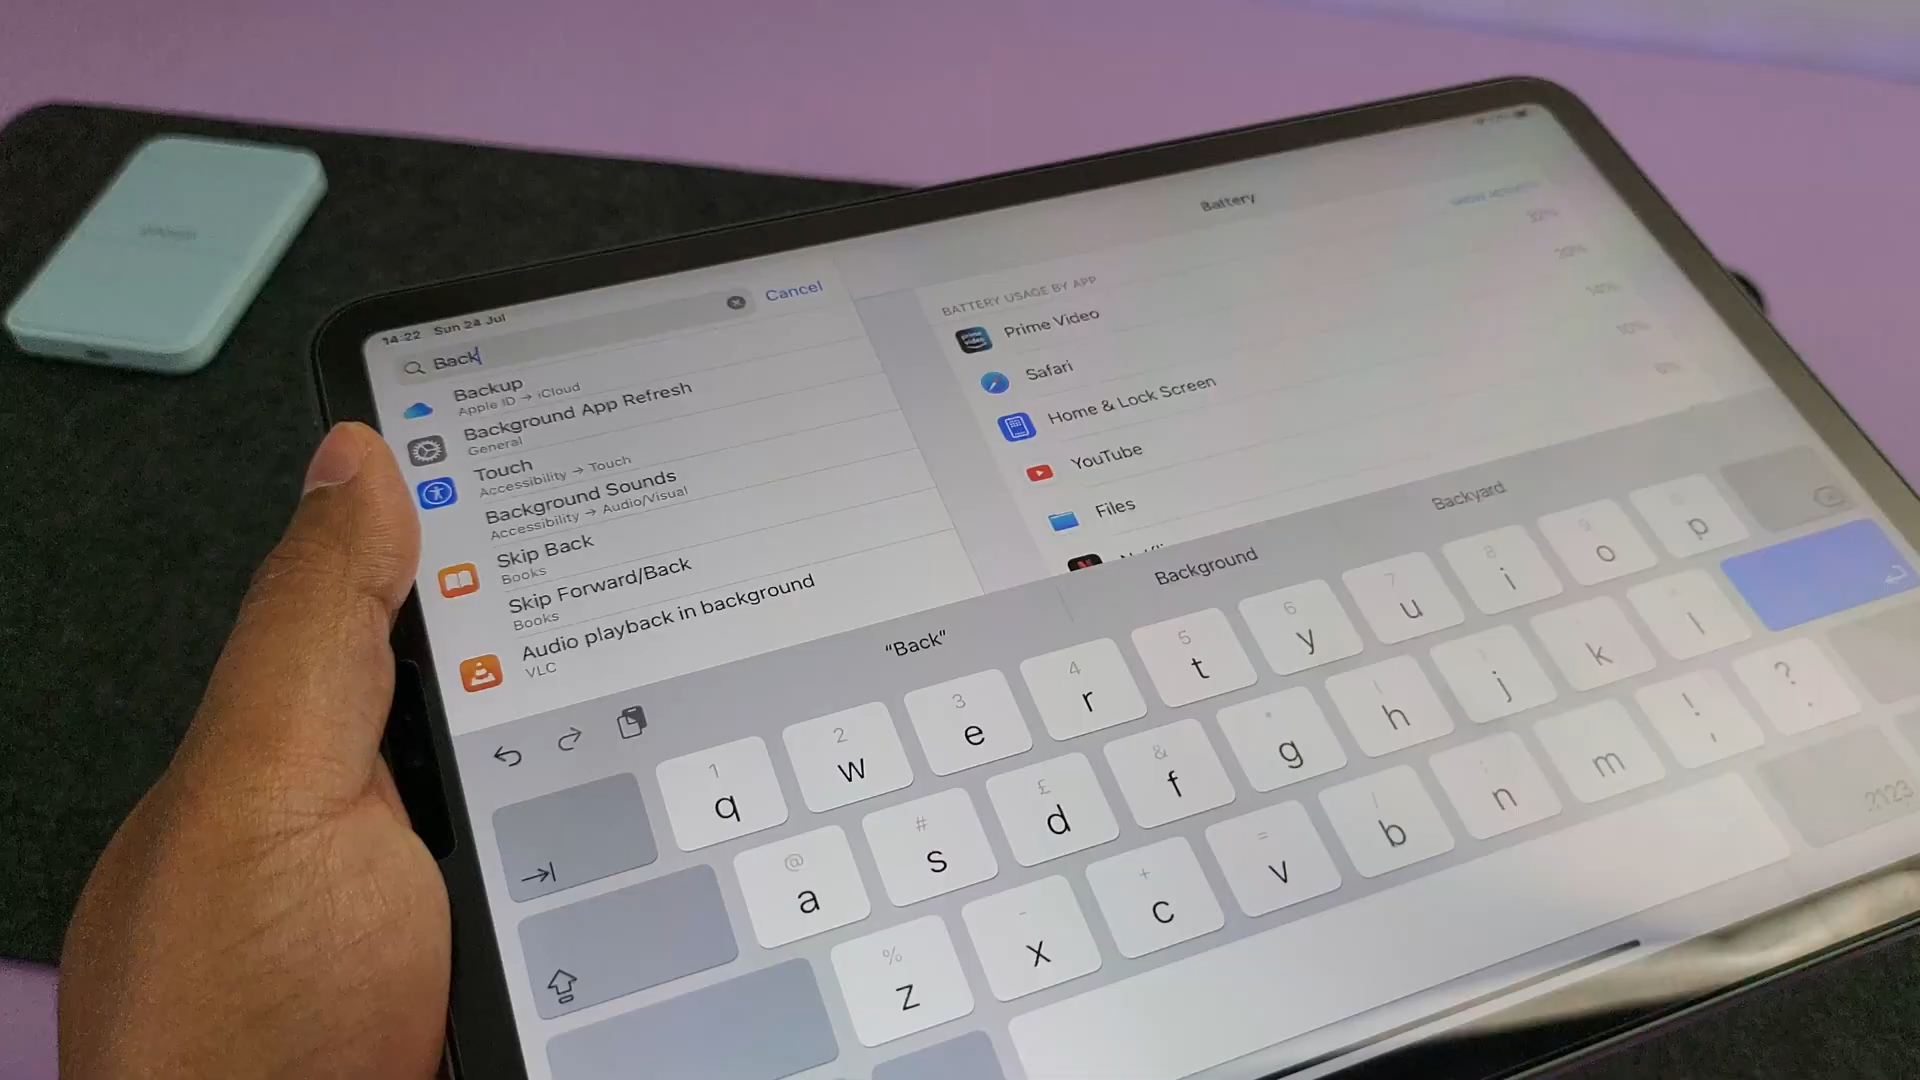 14:22 Sun 24 Jul
Back
Cancel
Backup
Apple ID → iCloud
Background App Refresh
General
Touch
Accessibility → Touch
Background Sounds
Accessibility → Audio/Visual
Skip Back
Books
Skip Forward/Back
Books
Audio playback in background
VLC
Battery
BATTERY USAGE BY APP
prime video
Prime Video
Safari
Home & Lock Screen
YouTube
Files
“Back”
Background
Backyard
1 2 3 4 5 6 7 8 9
q w e r t y u i o p
@ # £ &
a s d f g h j k l
% - + = !
z x c v b n m , ? .
?123